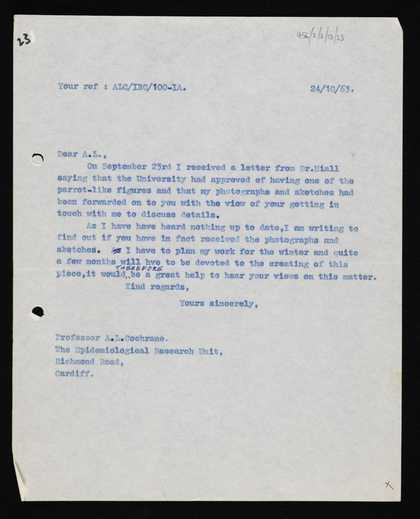 23
Your ref : ALC/IBC/100-IA.
24/10/63.
Dear A.L.,
On September 23rd I received a letter from Dr.Miall
saying that the University had approved of having one of the
parrot-like figures and that my photographs and sketches had
been forwarded on to you with the view of your getting in
touch with me to discuss details.
As I have have heard nothing up to date,I am writing to
find out if you have in fact received the photographs and
sketches. I have to plan my work for the winter and quite
a few months will hve to be devoted to the creating of this
THEREFORE
piece,it would be a great help to hear your views on this matter.
Kind regards,
Yours sincerely,
Professor A.L.Cochrane.
The Epidemiological Research Unit,
Richmond Road,
Cardiff.
x